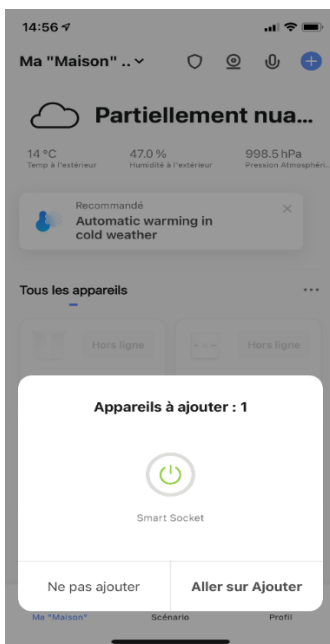 14:56
Ma "Maison" ..
Partiellement nua...
14 °C
47.0 %
998.5 hPa
Temp à l'extérieur
Humidité à l'extérieur
Pression Atmosphéri...
Recommandé
Automatic warming in
cold weather
Tous les appareils
Hors ligne
Hors ligne
Appareils à ajouter : 1
Smart Socket
Ne pas ajouter
Aller sur Ajouter
Ma "Maison"
Scénario
Profil